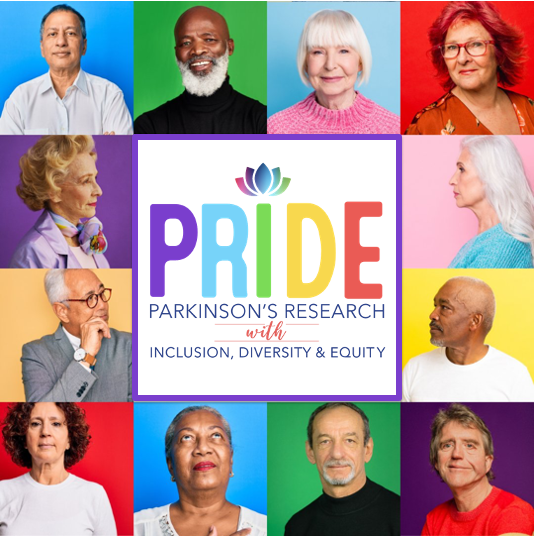 PRIDE
PARKINSON'S RESEARCH
with
INCLUSION, DIVERSITY & EQUITY